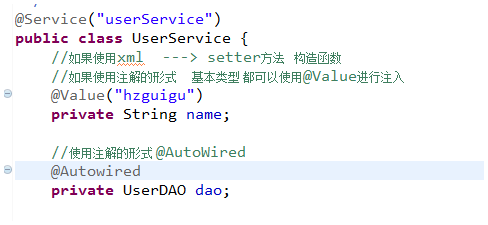 @Service("userService")
public class UserService {
//如果使用xml ---> setter方法 构造函数
//如果使用注解的形式 基本类型 都可以使用@Value进行注入
@Value("hzguigu")
private String name;
//使用注解的形式 @AutoWired
@Autowired
private UserDAO dao;